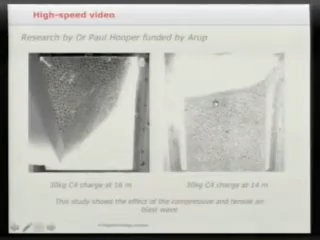 High-speed video
Research by Dr Paul Hooper funded by Arup
30kg C4 charge at 16 m
30kg C4 charge at 14 m
This study shows the effect of the compressive and tensile on
blast wave